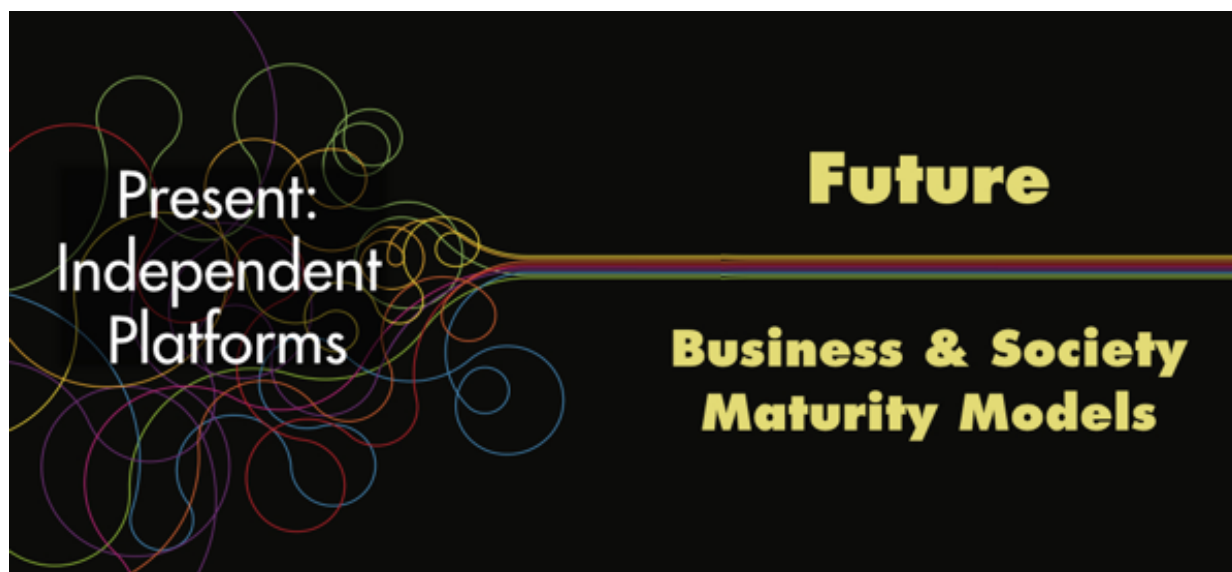 Present:
Independent
Platforms
Future
Business & Society
Maturity Models